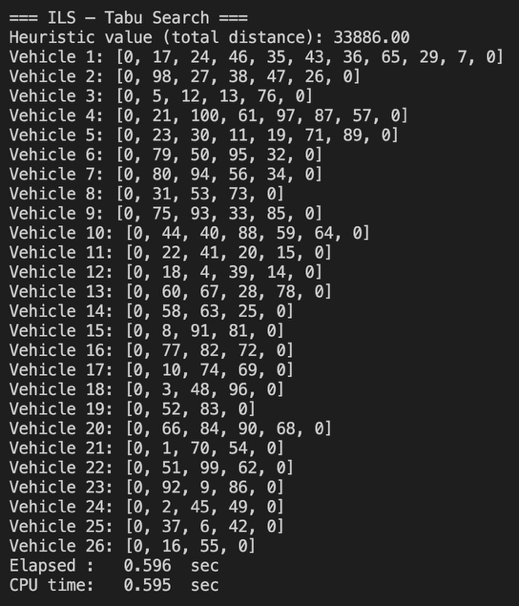 === ILS – Tabu Search ===
Heuristic value (total distance): 33886.00
Vehicle 1: [0, 17, 24, 46, 35, 43, 36, 65, 29, 7, 0]
Vehicle 2: [0, 98, 27, 38, 47, 26, 0]
Vehicle 3: [0, 5, 12, 13, 76, 0]
Vehicle 4: [0, 21, 100, 61, 97, 87, 57, 0]
Vehicle 5: [0, 23, 30, 11, 19, 71, 89, 0]
Vehicle 6: [0, 79, 50, 95, 32, 0]
Vehicle 7: [0, 80, 94, 56, 34, 0]
Vehicle 8: [0, 31, 53, 73, 0]
Vehicle 9: [0, 75, 93, 33, 85, 0]
Vehicle 10: [0, 44, 40, 88, 59, 64, 0]
Vehicle 11: [0, 22, 41, 20, 15, 0]
Vehicle 12: [0, 18, 4, 39, 14, 0]
Vehicle 13: [0, 60, 67, 28, 78, 0]
Vehicle 14: [0, 58, 63, 25, 0]
Vehicle 15: [0, 8, 91, 81, 0]
Vehicle 16: [0, 77, 82, 72, 0]
Vehicle 17: [0, 10, 74, 69, 0]
Vehicle 18: [0, 3, 48, 96, 0]
Vehicle 19: [0, 52, 83, 0]
Vehicle 20: [0, 66, 84, 90, 68, 0]
Vehicle 21: [0, 1, 70, 54, 0]
Vehicle 22: [0, 51, 99, 62, 0]
Vehicle 23: [0, 92, 9, 86, 0]
Vehicle 24: [0, 2, 45, 49, 0]
Vehicle 25: [0, 37, 6, 42, 0]
Vehicle 26: [0, 16, 55, 0]
Elapsed :   0.596  sec
CPU time:   0.595  sec